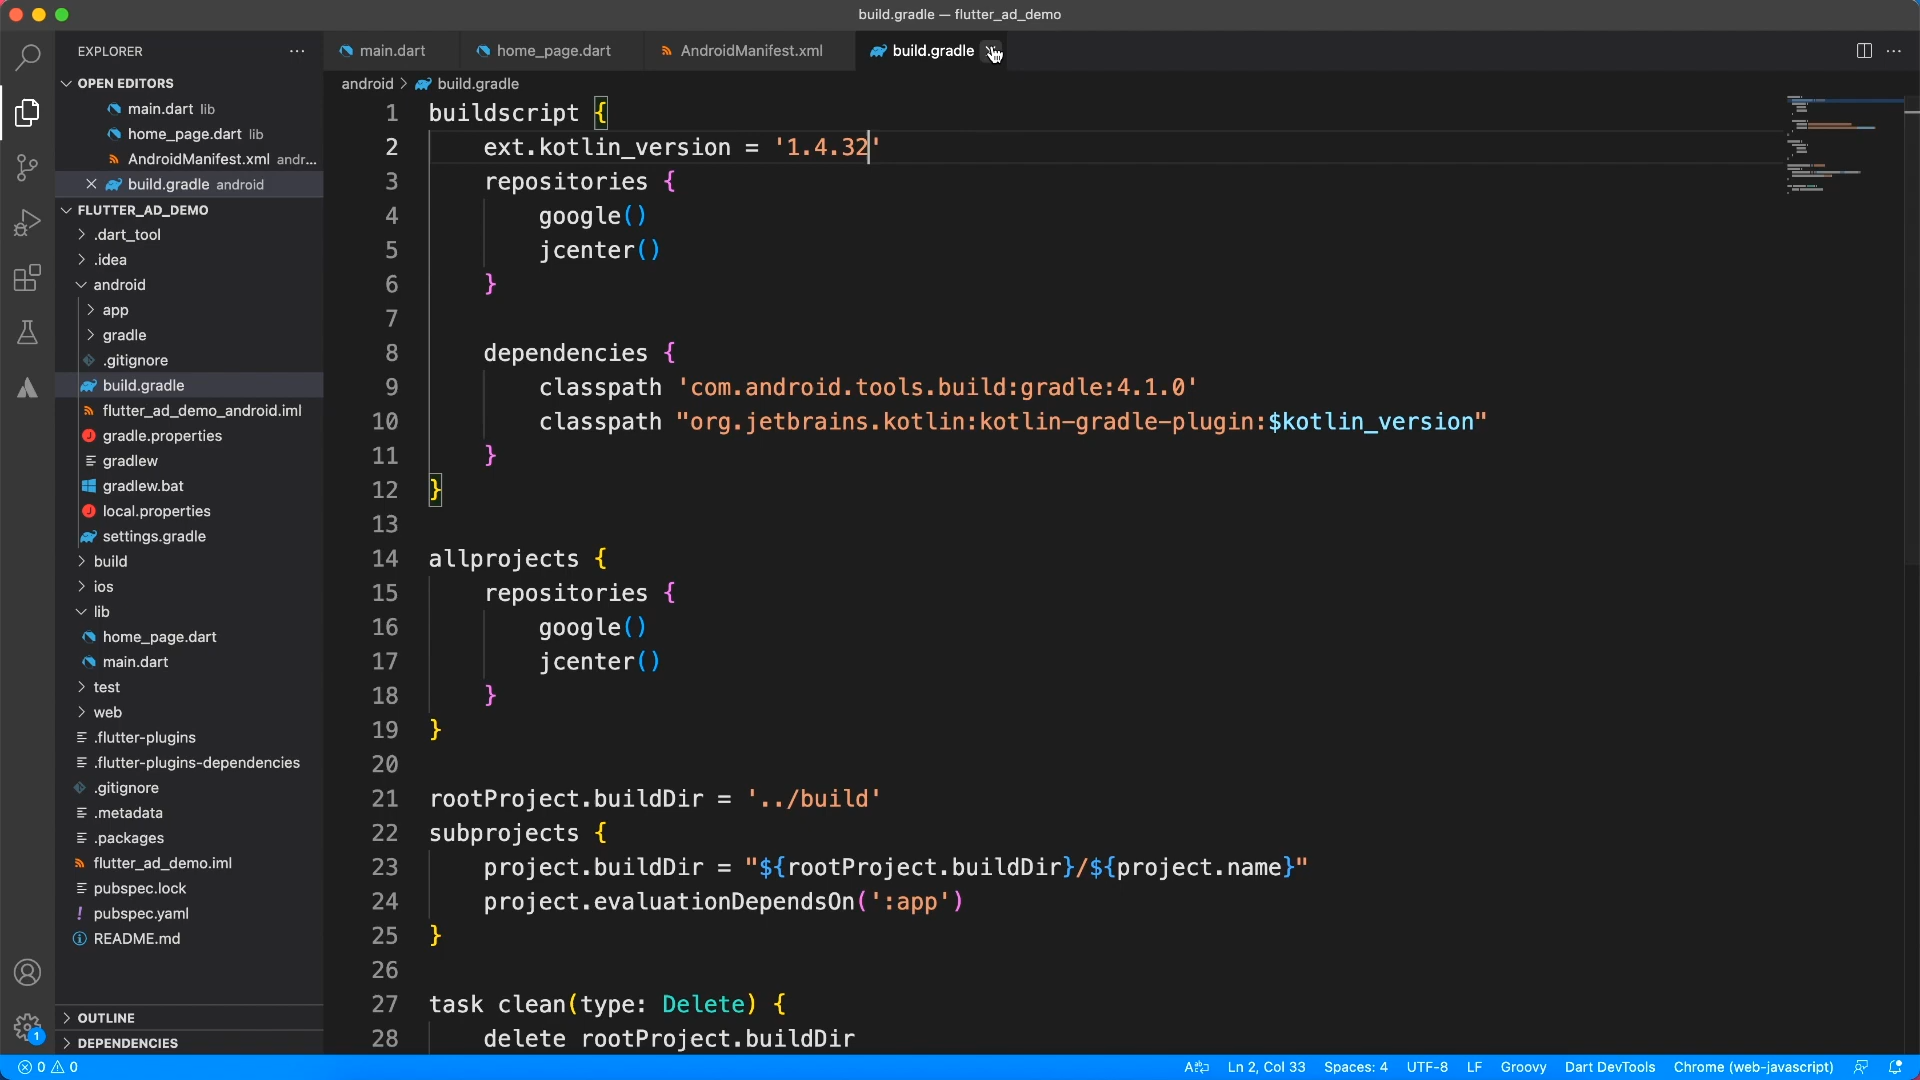 build.gradle — flutter_ad_demo
EXPLORER
OPEN EDITORS
main.dart lib
home_page.dart lib
AndroidManifest.xml andr...
build.gradle android
FLUTTER_AD_DEMO
.dart_tool
.idea
android
app
gradle
.gitignore
build.gradle
flutter_ad_demo_android.iml
gradle.properties
gradlew
gradlew.bat
local.properties
settings.gradle
build
ios
lib
home_page.dart
main.dart
test
web
.flutter-plugins
.flutter-plugins-dependencies
.gitignore
.metadata
.packages
flutter_ad_demo.iml
pubspec.lock
pubspec.yaml
README.md
OUTLINE
DEPENDENCIES
1
main.dart
home_page.dart
AndroidManifest.xml
build.gradle
android > build.gradle
1 buildscript {
2 ext.kotlin_version = '1.4.32'
3 repositories {
4 google()
5 jcenter()
6 }
7
8 dependencies {
9 classpath 'com.android.tools.build:gradle:4.1.0'
10 classpath "org.jetbrains.kotlin:kotlin-gradle-plugin:$kotlin_version"
11 }
12 }
13
14 allprojects {
15 repositories {
16 google()
17 jcenter()
18 }
19 }
20
21 rootProject.buildDir = '../build'
22 subprojects {
23 project.buildDir = "${rootProject.buildDir}/${project.name}"
24 project.evaluationDependsOn(':app')
25 }
26
27 task clean(type: Delete) {
28 delete rootProject.buildDir
0 0
Ln 2, Col 33 Spaces: 4 UTF-8 LF Groovy Dart DevTools Chrome (web-javascript)